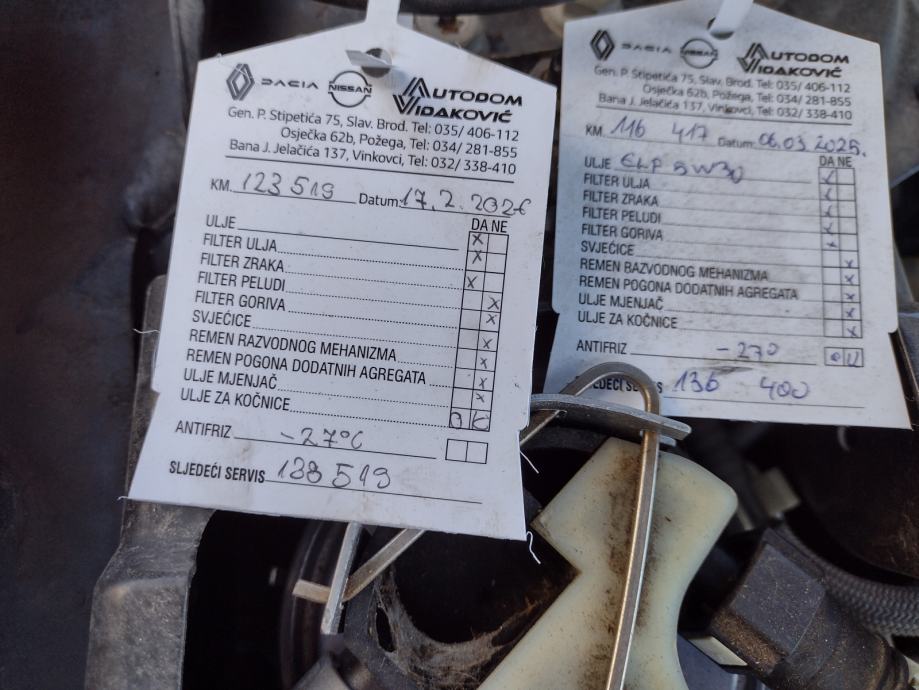 DACIA NISSAN AUTODOM VIDAKOVIĆ
Gen. P. Stipetića 75, Slav. Brod. Tel: 035/ 406-112
Osječka 62b, Požega, Tel: 034/ 281-855
Bana J. Jelačića 137, Vinkovci, Tel: 032/ 338-410
KM. 123 519 Datum: 17.2.2026
DA NE
ULJE x
FILTER ULJA x
FILTER ZRAKA x
FILTER PELUDI x
FILTER GORIVA x
SVJEĆICE x
REMEN RAZVODNOG MEHANIZMA x
REMEN POGONA DODATNIH AGREGATA x
ULJE MJENJAČ x
ULJE ZA KOČNICE OK
ANTIFRIZ -27°C
SLJEDEĆI SERVIS 138 519
DACIA NISSAN AUTODOM VIDAKOVIĆ
Gen. P. Stipetića 75, Slav. Brod. Tel: 035/ 406-112
Osječka 62b, Požega, Tel: 034/ 281-855
Bana J. Jelačića 137, Vinkovci, Tel: 032/ 338-410
KM 116 417 Datum: 06.03.2025.
DA NE
ULJE ELF 5W30 x
FILTER ULJA x
FILTER ZRAKA x
FILTER PELUDI x
FILTER GORIVA
SVJEĆICE x
REMEN RAZVODNOG MEHANIZMA x
REMEN POGONA DODATNIH AGREGATA x
ULJE MJENJAČ x
ULJE ZA KOČNICE
ANTIFRIZ -270
SERVIS 136 400